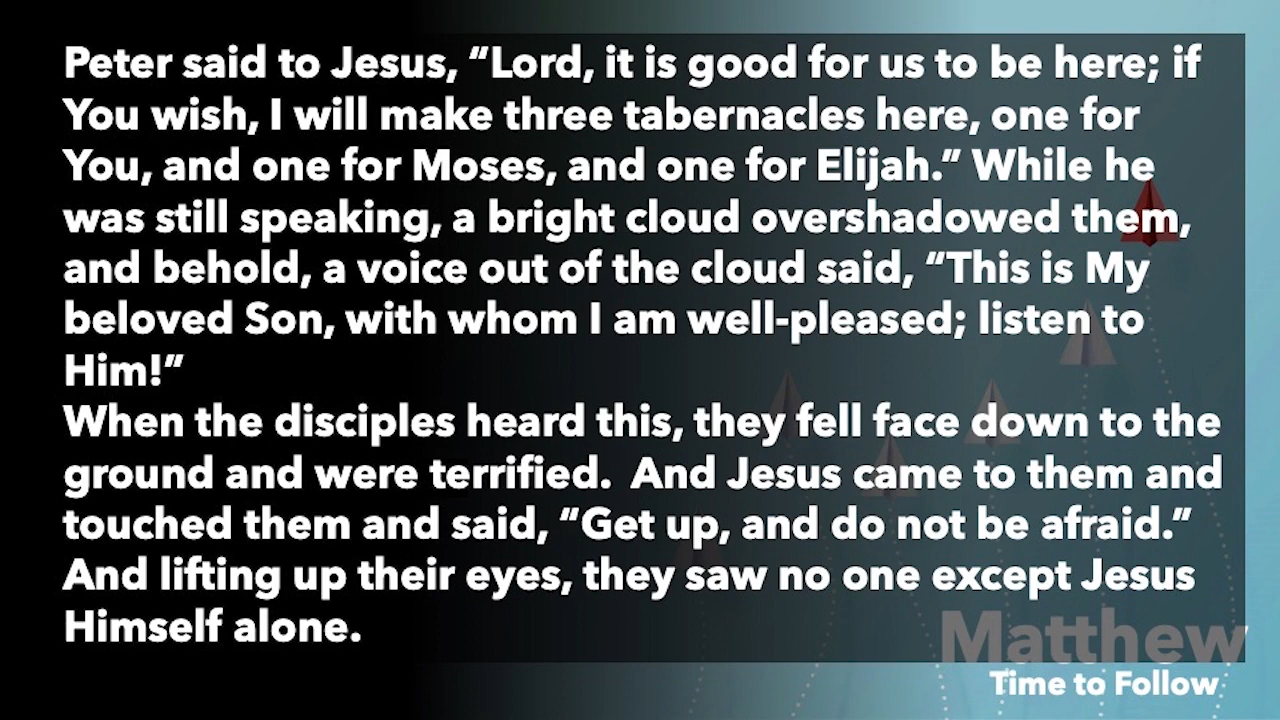 Peter said to Jesus, “Lord, it is good for us to be here; if
You wish, I will make three tabernacles here, one for
You, and one for Moses, and one for Elijah.” While he
was still speaking, a bright cloud overshadowed them,
and behold, a voice out of the cloud said, “This is My
beloved Son, with whom I am well-pleased; listen to
Him!”
When the disciples heard this, they fell face down to the
ground and were terrified.  And Jesus came to them and
touched them and said, “Get up, and do not be afraid.”
And lifting up their eyes, they saw no one except Jesus
Himself alone.
Matthew
Time to Follow